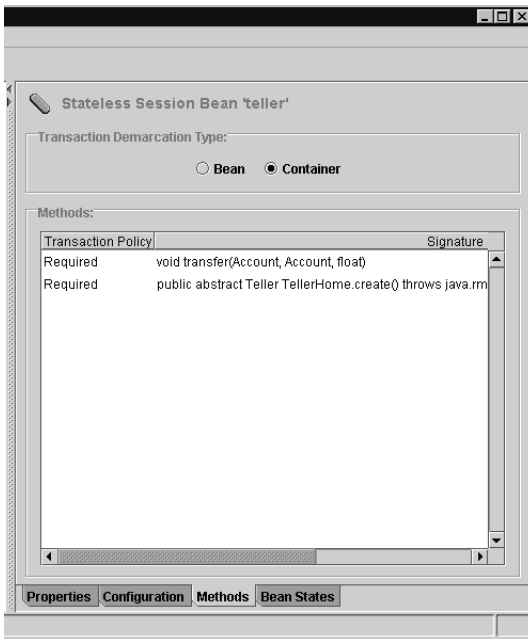 Stateless Session Bean 'teller'
Transaction Demarcation Type:
Bean Container
Methods:
Transaction Policy Signature
Required void transfer(Account, Account, float)
Required public abstract Teller TellerHome.create() throws java.rm
Properties Configuration Methods Bean States